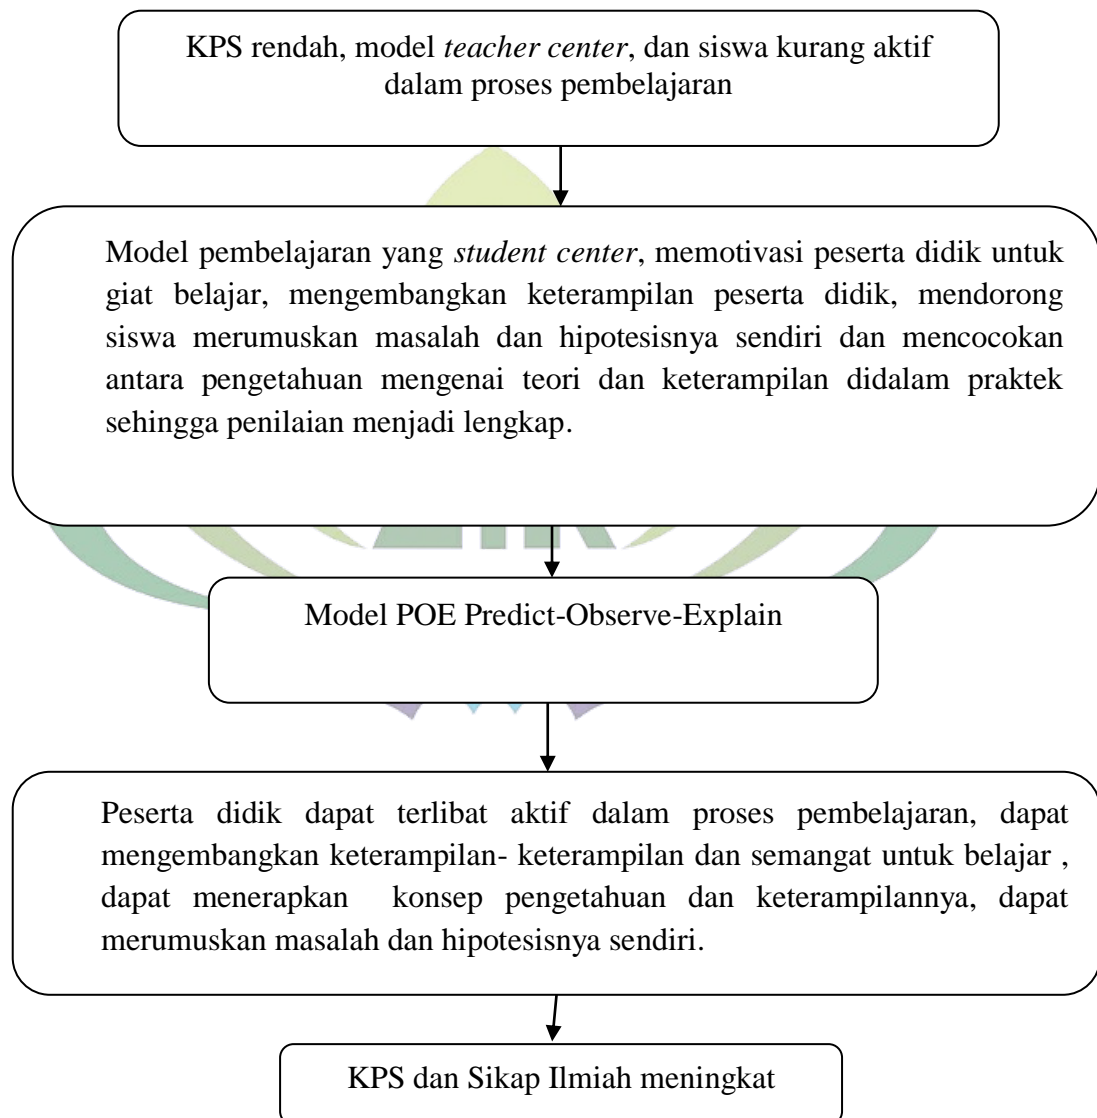 KPS rendah, model teacher center, dan siswa kurang aktif
dalam proses pembelajaran
Model pembelajaran yang student center, memotivasi peserta didik untuk
giat belajar, mengembangkan keterampilan peserta didik, mendorong
siswa merumuskan masalah dan hipotesisnya sendiri dan mencocokan
antara pengetahuan mengenai teori dan keterampilan didalam praktek
sehingga penilaian menjadi lengkap.
Model POE Predict-Observe-Explain
Peserta didik dapat terlibat aktif dalam proses pembelajaran, dapat
mengembangkan keterampilan- keterampilan dan semangat untuk belajar ,
dapat menerapkan konsep pengetahuan dan keterampilannya, dapat
merumuskan masalah dan hipotesisnya sendiri.
KPS dan Sikap Ilmiah meningkat